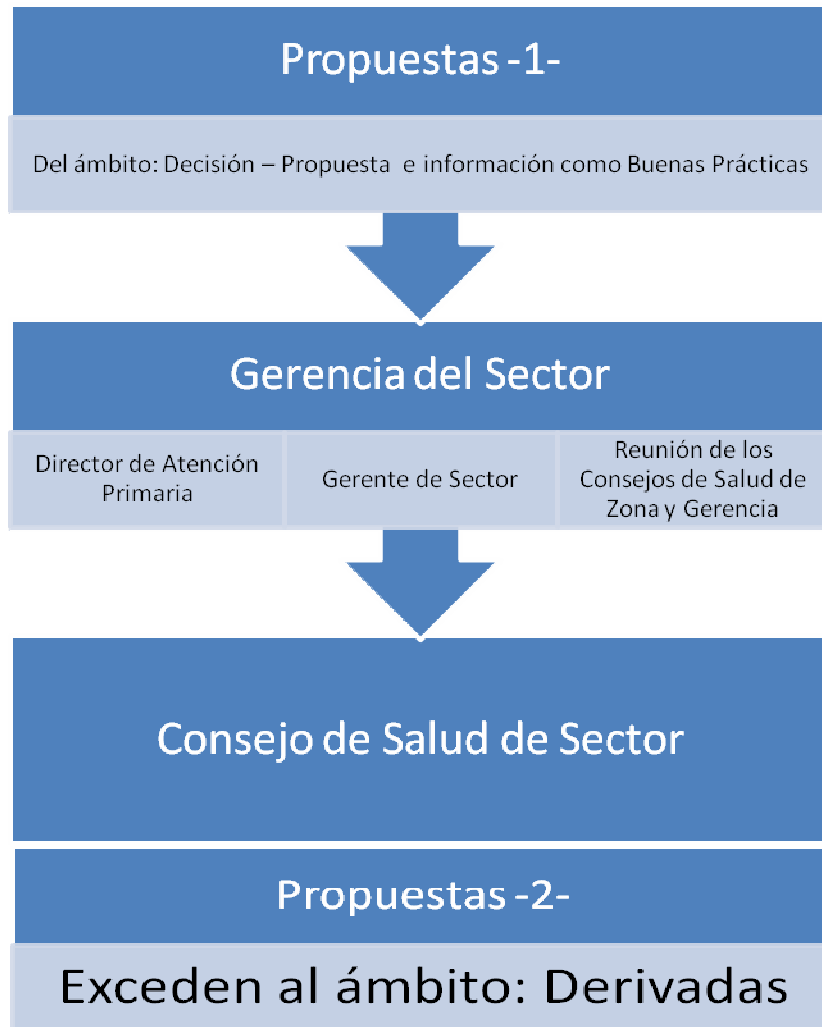 Propuestas -1-
Del ámbito: Decisión – Propuesta e información como Buenas Prácticas
Gerencia del Sector
Director de Atención
Primaria
Gerente de Sector
Reunión de los
Consejos de Salud de
Zona y Gerencia
Consejo de Salud de Sector
Propuestas -2-
Exceden al ámbito: Derivadas